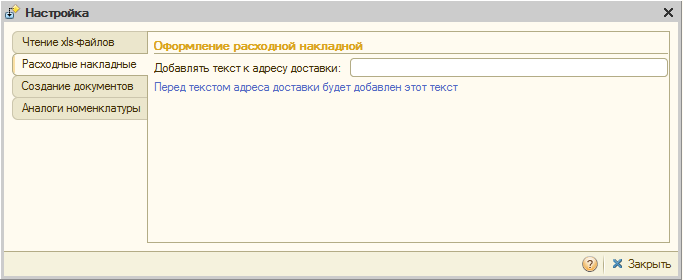 Настройка
Чтение xls-файлов
Расходные накладные
Создание документов
Аналоги номенклатуры
Оформление расходной накладной
Добавлять текст к адресу доставки:
Перед текстом адреса доставки будет добавлен этот текст
?
Закрыть